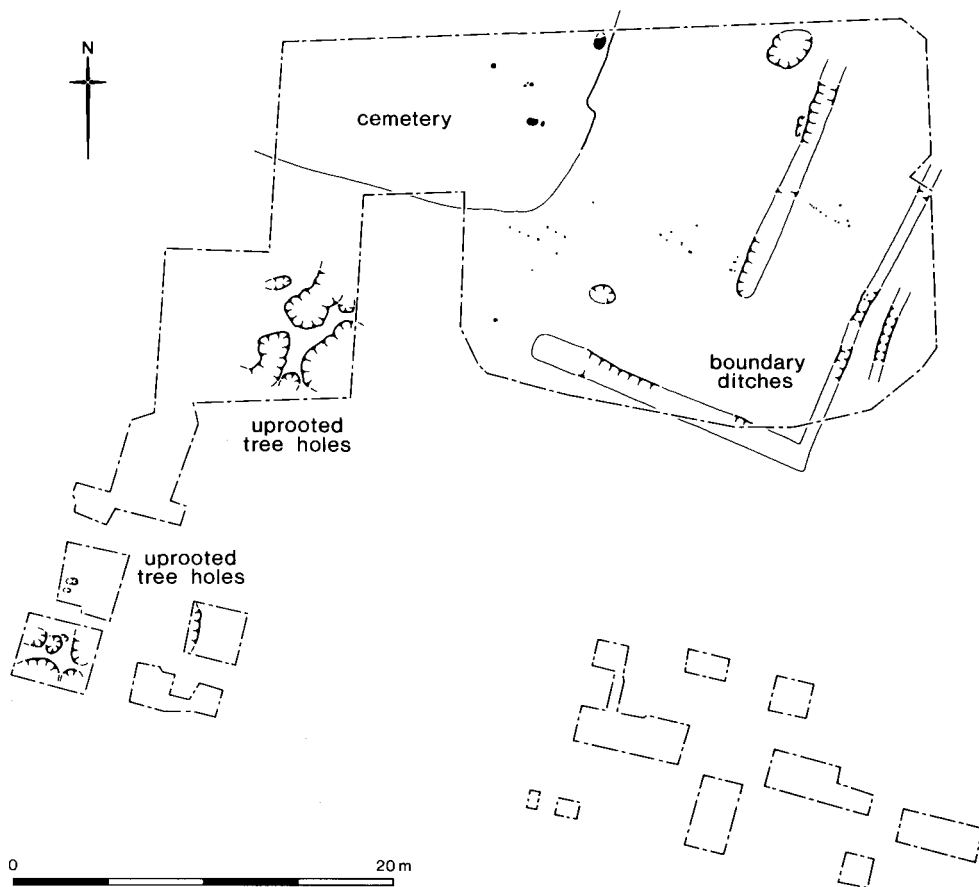 N
cemetery
boundary
ditches
uprooted
tree holes
uprooted
tree holes
0
20 m